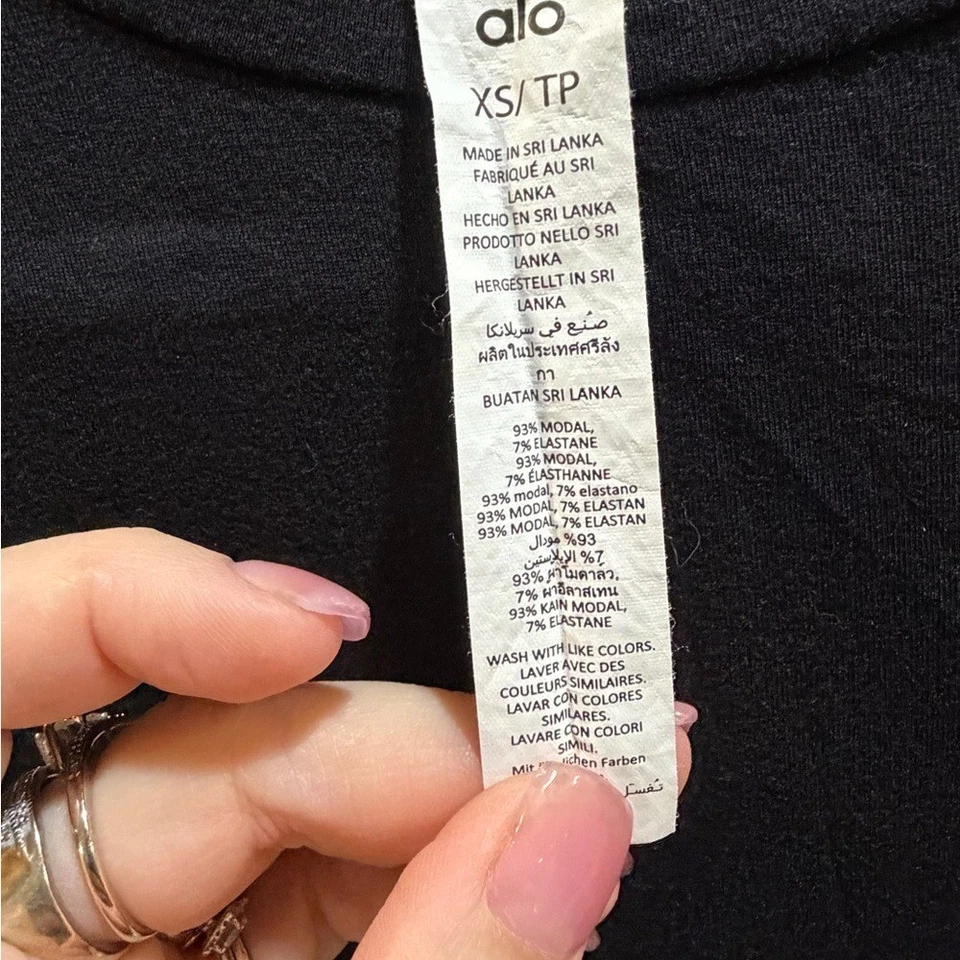 alo
XS/ TP
MADE IN SRI LANKA
FABRIQUÉ AU SRI
LANKA
HECHO EN SRI LANKA
PRODOTTO NELLO SRI
LANKA
HERGESTELLT IN SRI
LANKA
صُنع في سريلانكا
ผลิตในประเทศศรีลัง
กา
BUATAN SRI LANKA
93% MODAL,
7% ELASTANE
93% MODAL,
7% ÉLASTHANNE
93% modal, 7% elastano
93% MODAL, 7% ELASTAN
93% MODAL, 7% ELASTAN
93% مودال
7% الإيلاستين
93% ผ้าโมดาล์ว,
7% ผ้าอีลาสเทน
93% KAIN MODAL,
7% ELASTANE
WASH WITH LIKE COLORS.
LAVER AVEC DES
COULEURS SIMILAIRES.
LAVAR CON COLORES
SIMILARES.
LAVARE CON COLORI
SIMILI.
Mit Farben
تُغسل